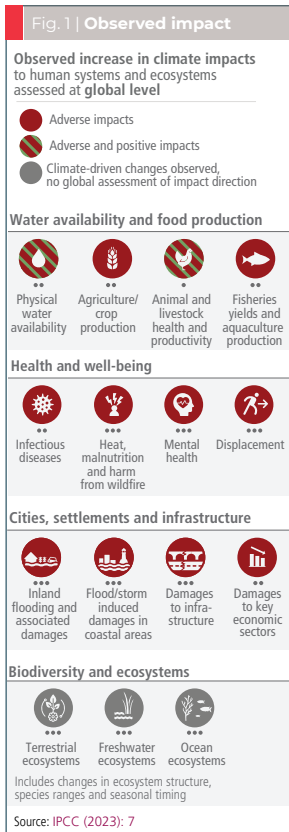 Fig. 1 | Observed impact
Observed increase in climate impacts
to human systems and ecosystems
assessed at global level
Adverse impacts
Adverse and positive impacts
Climate-driven changes observed,
no global assessment of impact direction
Water availability and food production
Physical
water
availability
Agriculture/
crop
production
Animal and
livestock
health and
productivity
Fisheries
yields and
aquaculture
production
Health and well-being
Infectious
diseases
Heat,
malnutrition
and harm
from wildfire
Mental
health
Displacement
Cities, settlements and infrastructure
Inland
flooding and
associated
damages
Flood/storm
induced
damages in
coastal areas
Damages
to infra-
structure
Damages
to key
economic
sectors
Biodiversity and ecosystems
Terrestrial
ecosystems
Freshwater
ecosystems
Ocean
ecosystems
Includes changes in ecosystem structure,
species ranges and seasonal timing
Source: IPCC (2023): 7